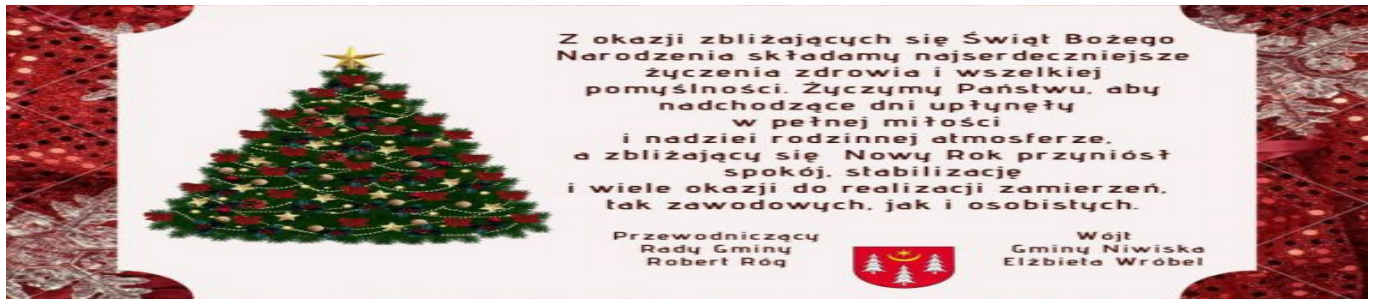 Z okazji zbliżających się Świąt Bożego
Narodzenia składamy najserdeczniejsze
życzenia zdrowia i wszelkiej
pomyślności. Życzymy Państwu, aby
nadchodzące dni upłynęły
w pełnej miłości
i nadziei rodzinnej atmosferze,
a zbliżający się Nowy Rok przyniósł
spokój, stabilizację
i wiele okazji do realizacji zamierzeń,
tak zawodowych, jak i osobistych.
Przewodniczący
Rady Gminy
Robert Róg
Wójt
Gminy Niwiska
Elżbieta Wróbel